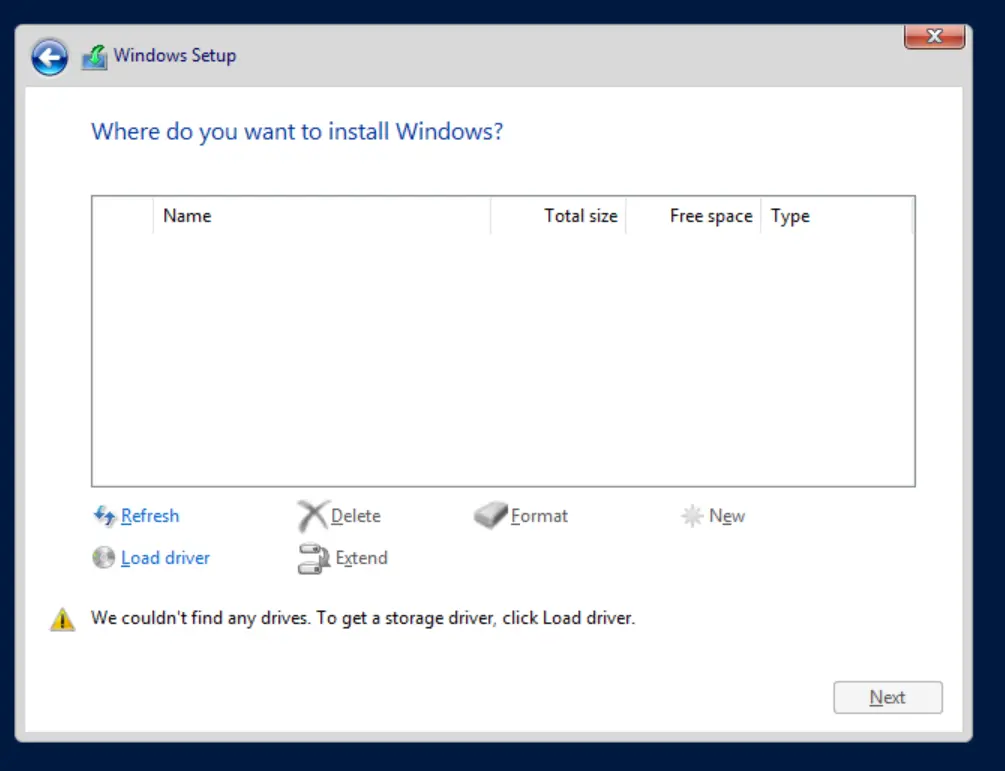 Windows Setup
Where do you want to install Windows?
Name Total size Free space Type
Refresh Delete Format New
Load driver Extend
We couldn't find any drives. To get a storage driver, click Load driver.
Next